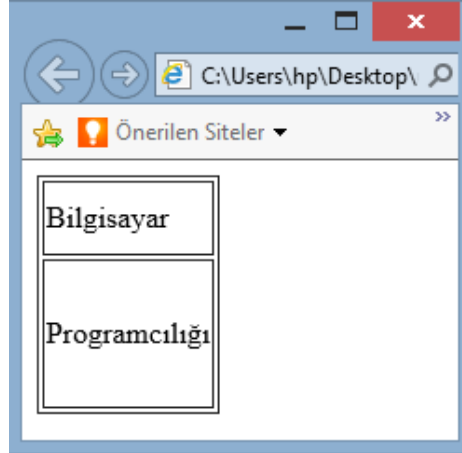 C:\Users\hp\Desktop\
Önerilen Siteler
Bilgisayar
Programcılığı